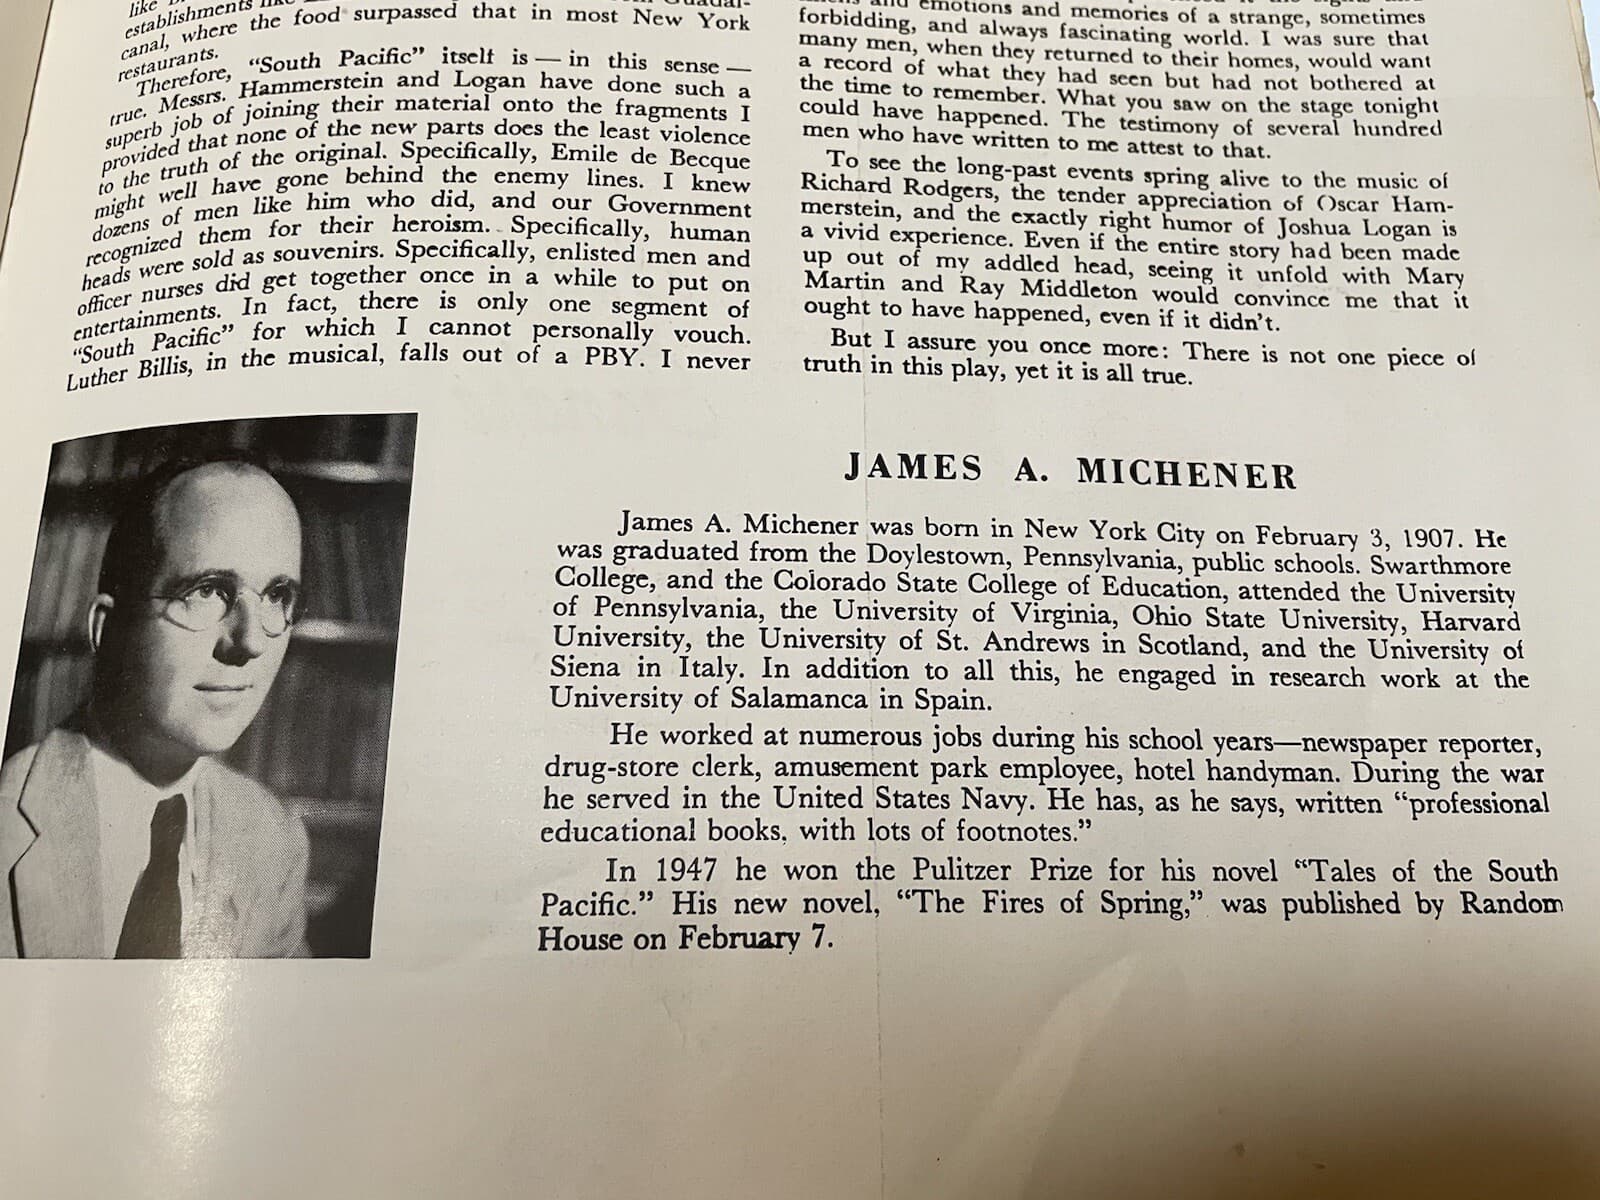 like
establishments
canal, where the food surpassed that in most New York
restaurants.
Therefore, "South Pacific" itself is — in this sense —
true. Messrs. Hammerstein and Logan have done such a
superb job of joining their material onto the fragments I
provided that none of the new parts does the least violence
to the truth of the original. Specifically, Emile de Becque
might well have gone behind the enemy lines. I knew
dozens of men like him who did, and our Government
recognized them for their heroism. Specifically, human
heads were sold as souvenirs. Specifically, enlisted men and
officer nurses did get together once in a while to put on
entertainments. In fact, there is only one segment of
"South Pacific" for which I cannot personally vouch.
Luther Billis, in the musical, falls out of a PBY. I never
emotions and memories of a strange, sometimes
forbidding, and always fascinating world. I was sure that
many men, when they returned to their homes, would want
a record of what they had seen but had not bothered at
the time to remember. What you saw on the stage tonight
could have happened. The testimony of several hundred
men who have written to me attest to that.
To see the long-past events spring alive to the music of
Richard Rodgers, the tender appreciation of Oscar Ham-
merstein, and the exactly right humor of Joshua Logan is
a vivid experience. Even if the entire story had been made
up out of my addled head, seeing it unfold with Mary
Martin and Ray Middleton would convince me that it
ought to have happened, even if it didn't.
But I assure you once more: There is not one piece of
truth in this play, yet it is all true.
JAMES A. MICHENER
James A. Michener was born in New York City on February 3, 1907. He
was graduated from the Doylestown, Pennsylvania, public schools. Swarthmore
College, and the Colorado State College of Education, attended the University
of Pennsylvania, the University of Virginia, Ohio State University, Harvard
University, the University of St. Andrews in Scotland, and the University of
Siena in Italy. In addition to all this, he engaged in research work at the
University of Salamanca in Spain.
He worked at numerous jobs during his school years—newspaper reporter,
drug-store clerk, amusement park employee, hotel handyman. During the war
he served in the United States Navy. He has, as he says, written "professional
educational books, with lots of footnotes."
In 1947 he won the Pulitzer Prize for his novel "Tales of the South
Pacific." His new novel, "The Fires of Spring," was published by Random
House on February 7.